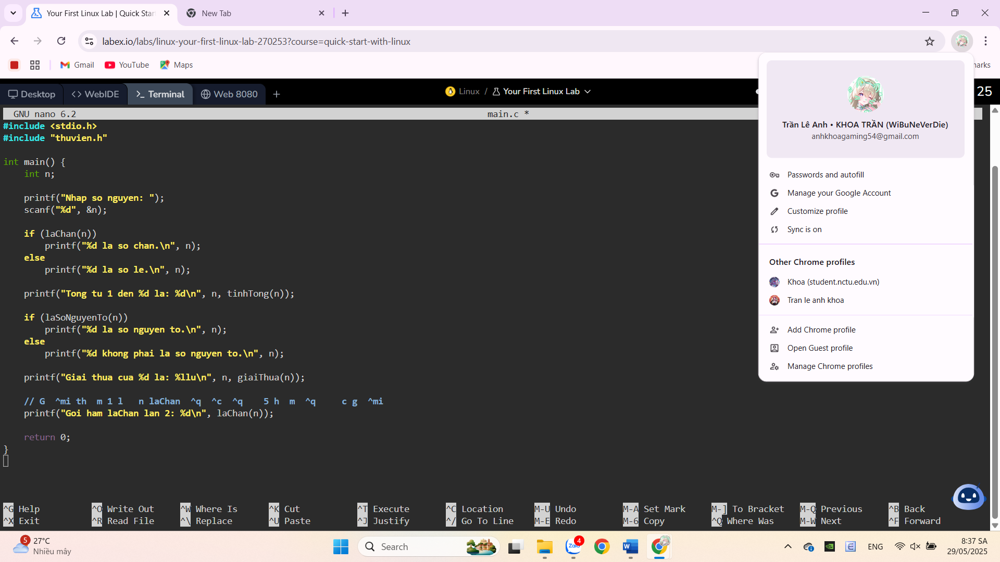 Your First Linux Lab | Quick Star
New Tab
labex.io/labs/linux-your-first-linux-lab-270253?course=quick-start-with-linux
Gmail
YouTube
Maps
Desktop
WebIDE
Terminal
Web 8080
Linux / Your First Linux Lab
25
GNU nano 6.2 main.c *
#include <stdio.h>
#include "thuvien.h"
int main() {
int n;
printf("Nhap so nguyen: ");
scanf("%d", &n);
if (laChan(n))
printf("%d la so chan.\n", n);
else
printf("%d la so le.\n", n);
printf("Tong tu 1 den %d la: %d\n", n, tinhTong(n));
if (laSoNguyenTo(n))
printf("%d la so nguyen to.\n", n);
else
printf("%d khong phai la so nguyen to.\n", n);
printf("Giai thua cua %d la: %llu\n", n, giaiThua(n));
// G ^mi th m 1 l n laChan ^q ^c ^q 5 h m ^q c g ^mi
printf("Goi ham laChan lan 2: %d\n", laChan(n));
return 0;
}
^G Help ^O Write Out ^W Where Is ^K Cut ^T Execute ^C Location M-U Undo M-A Set Mark M-] To Bracket M-Q Previous ^B Back
^X Exit ^R Read File ^\ Replace ^U Paste ^J Justify ^/ Go To Line M-E Redo M-6 Copy ^Q Where Was M-W Next ^F Forward
Trần Lê Anh • KHOA TRẦN (WiBuNeVerDie)
anhkhoagaming54@gmail.com
Passwords and autofill
Manage your Google Account
Customize profile
Sync is on
Other Chrome profiles
Khoa (student.nctu.edu.vn)
Tran le anh khoa
Add Chrome profile
Open Guest profile
Manage Chrome profiles
5
27°C
Nhiều mây
Search
Zalo
4
W
ENG
8:37 SA
29/05/2025